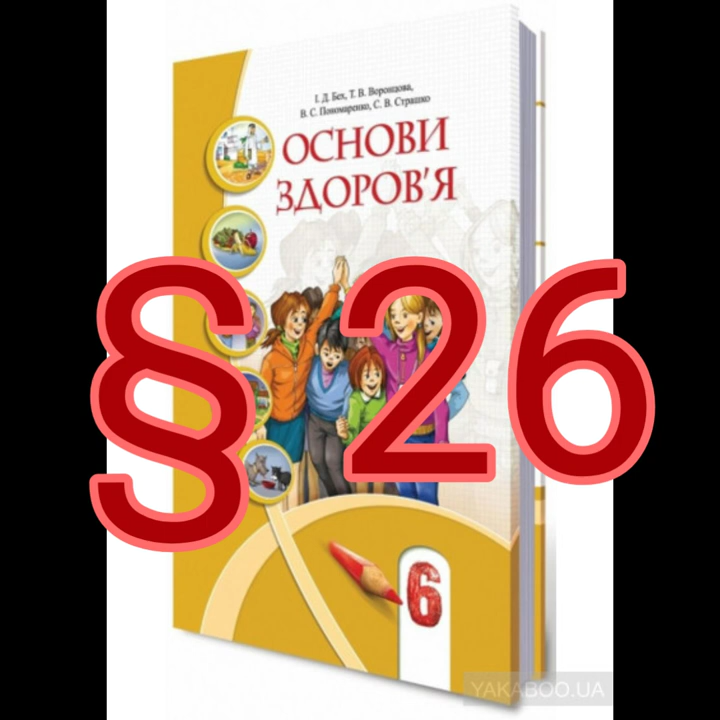 І. Д. Бех, Т. В. Воронцова,
В. С. Пономаренко, С. В. Страшко
ОСНОВИ
ЗДОРОВ'Я
§ 26
6
YAKABOO.UA